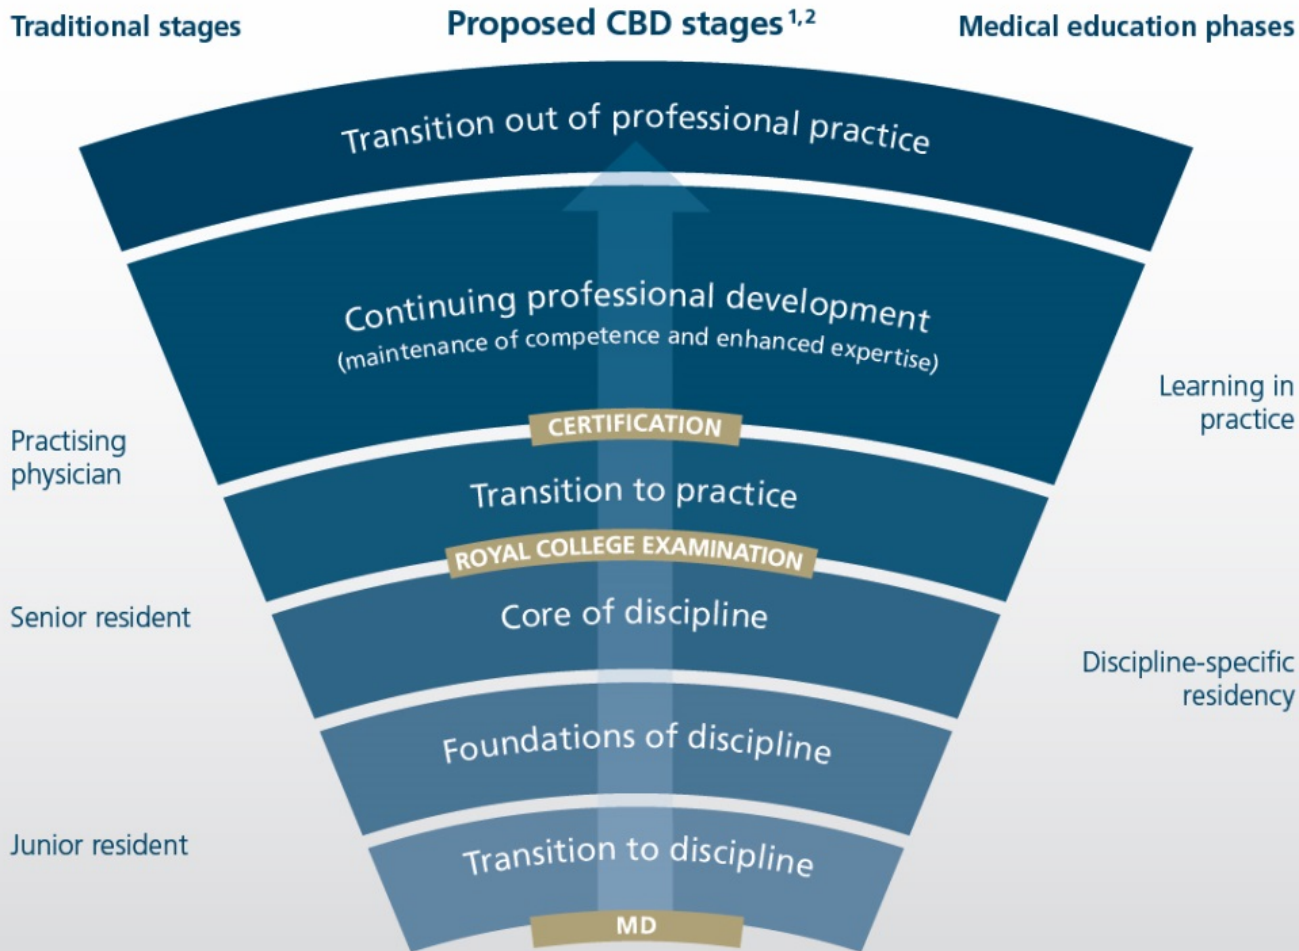 Traditional stages
Proposed CBD stages 1,2
Medical education phases
Transition out of professional practice
Continuing professional development
(maintenance of competence and enhanced expertise)
Learning in
practice
CERTIFICATION
Practising
physician
Transition to practice
ROYAL COLLEGE EXAMINATION
Senior resident
Core of discipline
Discipline-specific
residency
Foundations of discipline
Junior resident
Transition to discipline
MD